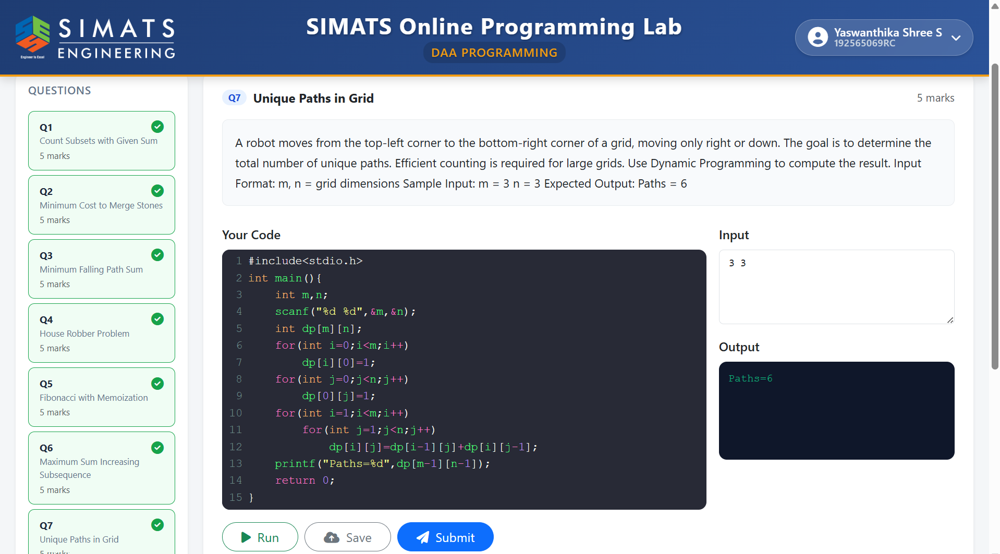 SIMATS
ENGINEERING
Engineer to Excel
SIMATS Online Programming Lab
DAA PROGRAMMING
Yaswanthika Shree S
192565069RC
QUESTIONS
Q1
Count Subsets with Given Sum
5 marks
Q2
Minimum Cost to Merge Stones
5 marks
Q3
Minimum Falling Path Sum
5 marks
Q4
House Robber Problem
5 marks
Q5
Fibonacci with Memoization
5 marks
Q6
Maximum Sum Increasing
Subsequence
5 marks
Q7
Unique Paths in Grid
5 marks
Q7 Unique Paths in Grid
5 marks
A robot moves from the top-left corner to the bottom-right corner of a grid, moving only right or down. The goal is to determine the
total number of unique paths. Efficient counting is required for large grids. Use Dynamic Programming to compute the result. Input
Format: m, n = grid dimensions Sample Input: m = 3 n = 3 Expected Output: Paths = 6
Your Code
1 #include<stdio.h>
2 int main(){
3     int m,n;
4     scanf("%d %d",&m,&n);
5     int dp[m][n];
6     for(int i=0;i<m;i++)
7         dp[i][0]=1;
8     for(int j=0;j<n;j++)
9         dp[0][j]=1;
10     for(int i=1;i<m;i++)
11         for(int j=1;j<n;j++)
12             dp[i][j]=dp[i-1][j]+dp[i][j-1];
13     printf("Paths=%d",dp[m-1][n-1]);
14     return 0;
15 }
Input
3 3
Output
Paths=6
Run
Save
Submit